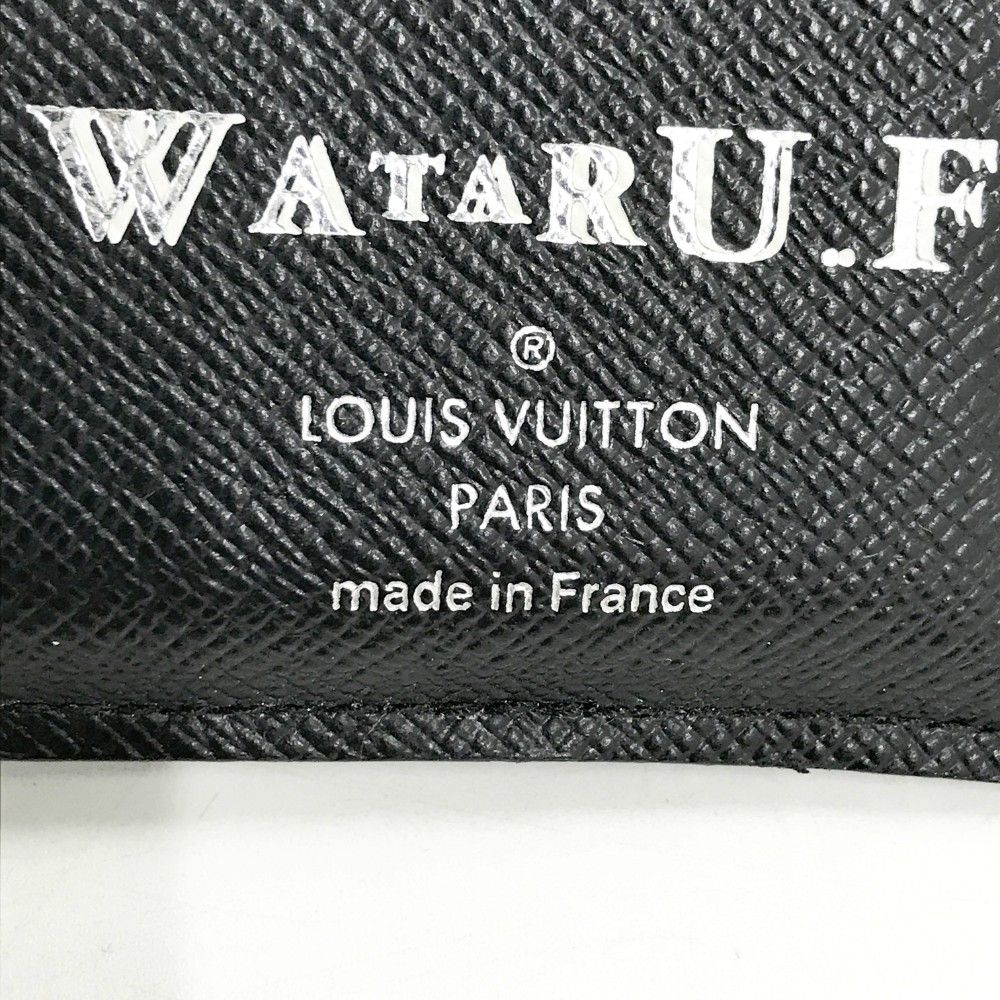 WATARU..F
®
LOUIS VUITTON
PARIS
made in France